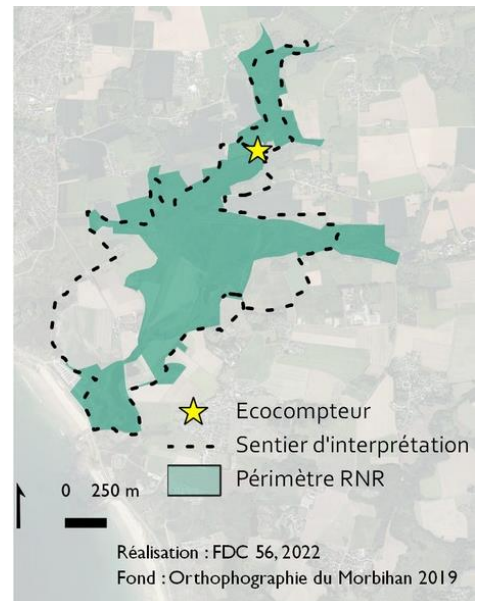 Ecocompteur
Sentier d'interprétation
Périmètre RNR
0 250 m
Réalisation : FDC 56, 2022
Fond : Orthophographie du Morbihan 2019